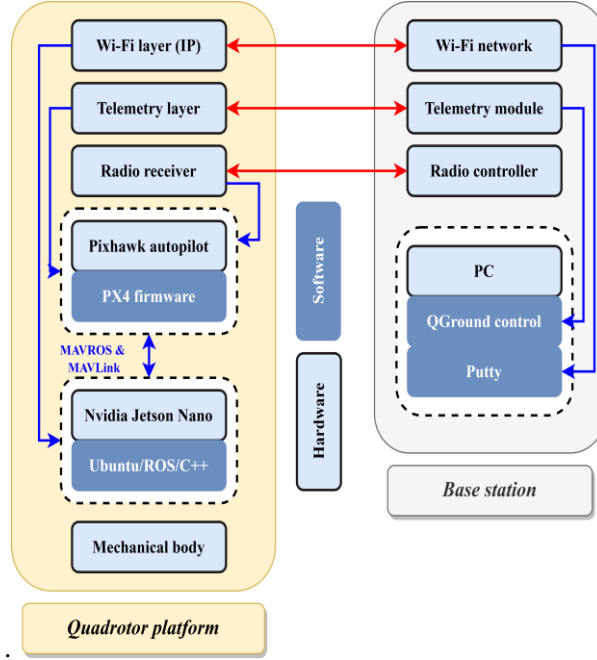 Wi-Fi layer (IP)
Telemetry layer
Radio receiver
Pixhawk autopilot
PX4 firmware
MAVROS &
MAVLink
Nvidia Jetson Nano
Ubuntu/ROS/C++
Mechanical body
Quadrotor platform
Software
Hardware
Wi-Fi network
Telemetry module
Radio controller
PC
QGround control
Putty
Base station
.